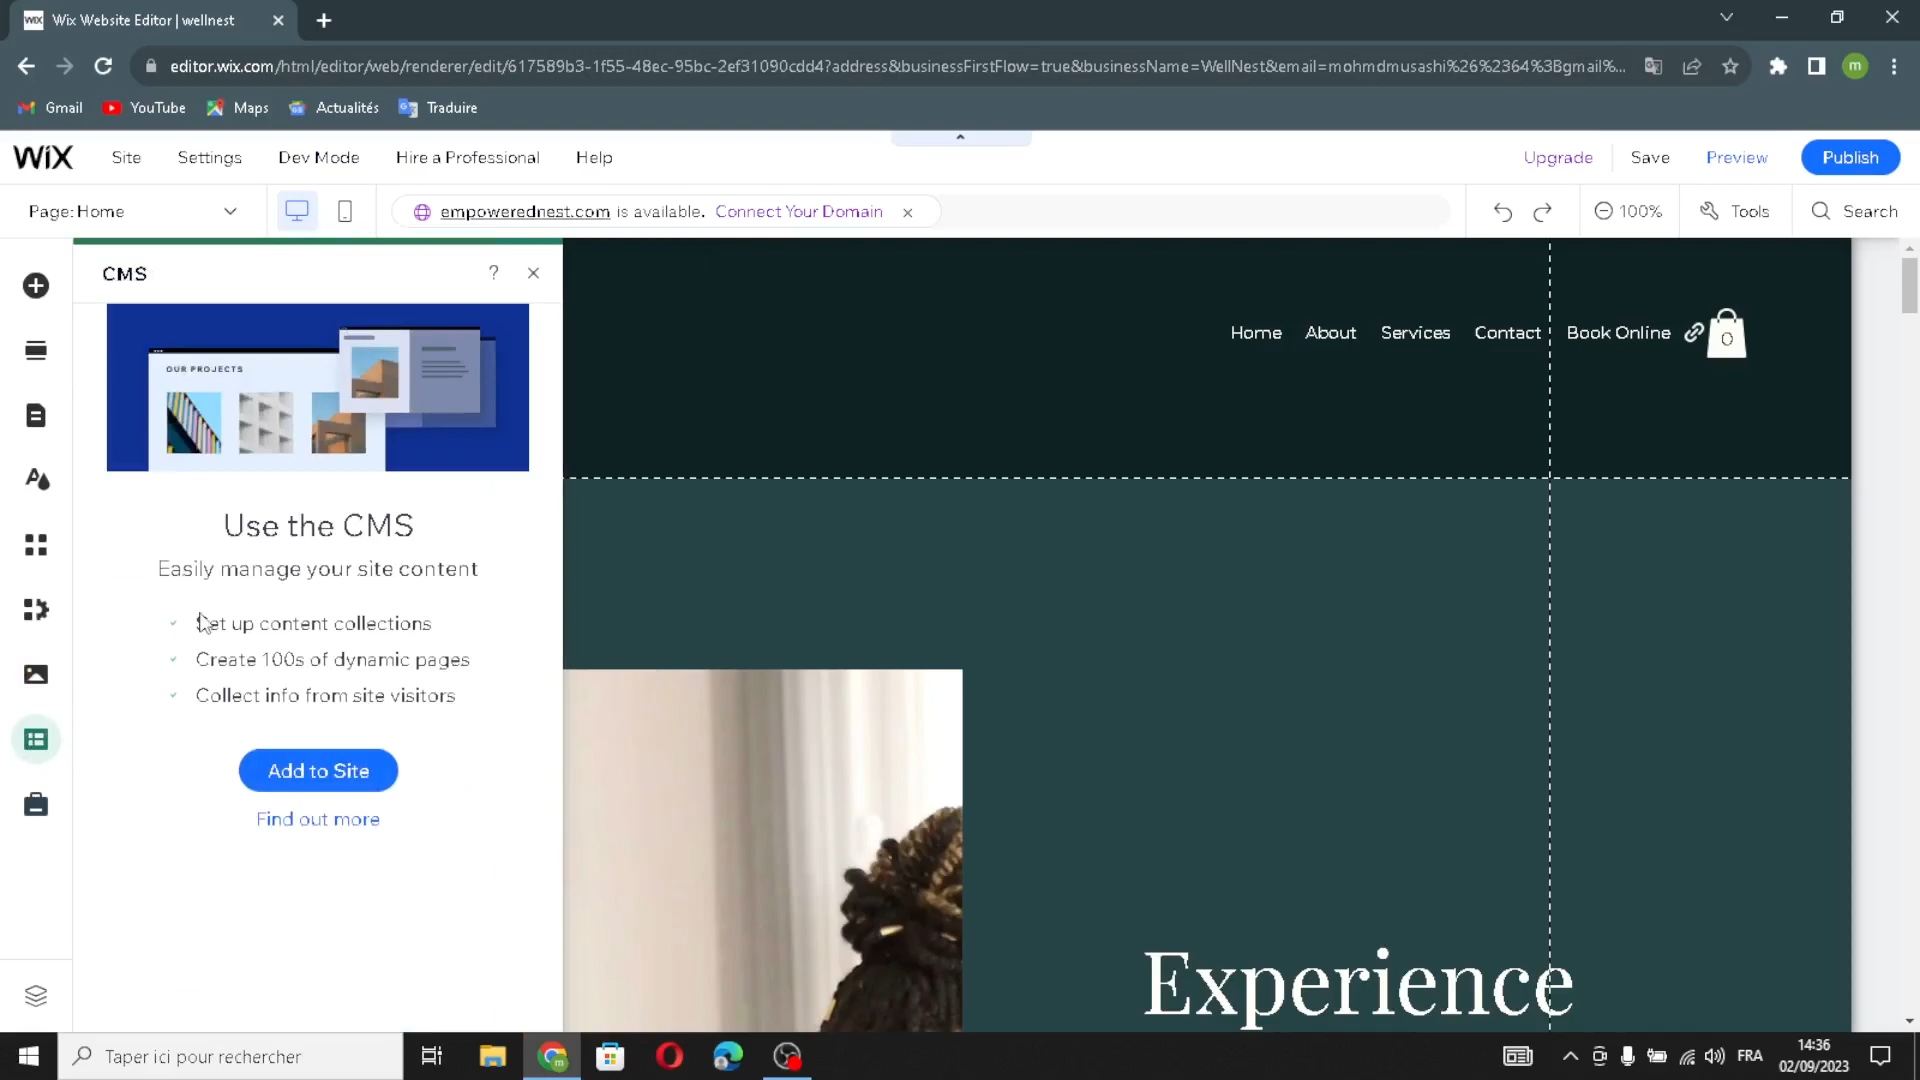 WiX Wix Website Editor | wellnest
editor.wix.com/html/editor/web/renderer/edit/617589b3-1f55-48ec-95bc-2ef31090cdd4?address&businessFirstFlow=true&businessName=WellNest&email=mohmdmusashi%26%2364%3Bgmail%...
m
Gmail YouTube Maps Actualités Traduire
WiX Site Settings Dev Mode Hire a Professional Help Upgrade Save Preview Publish
Page: Home empowerednest.com is available. Connect Your Domain 100% Tools Search
CMS ?
OUR PROJECTS
Home About Services Contact Book Online 0
Use the CMS
Easily manage your site content
Set up content collections
Create 100s of dynamic pages
Collect info from site visitors
Add to Site
Find out more
Experience
Taper ici pour rechercher
FRA
14:36
02/09/2023